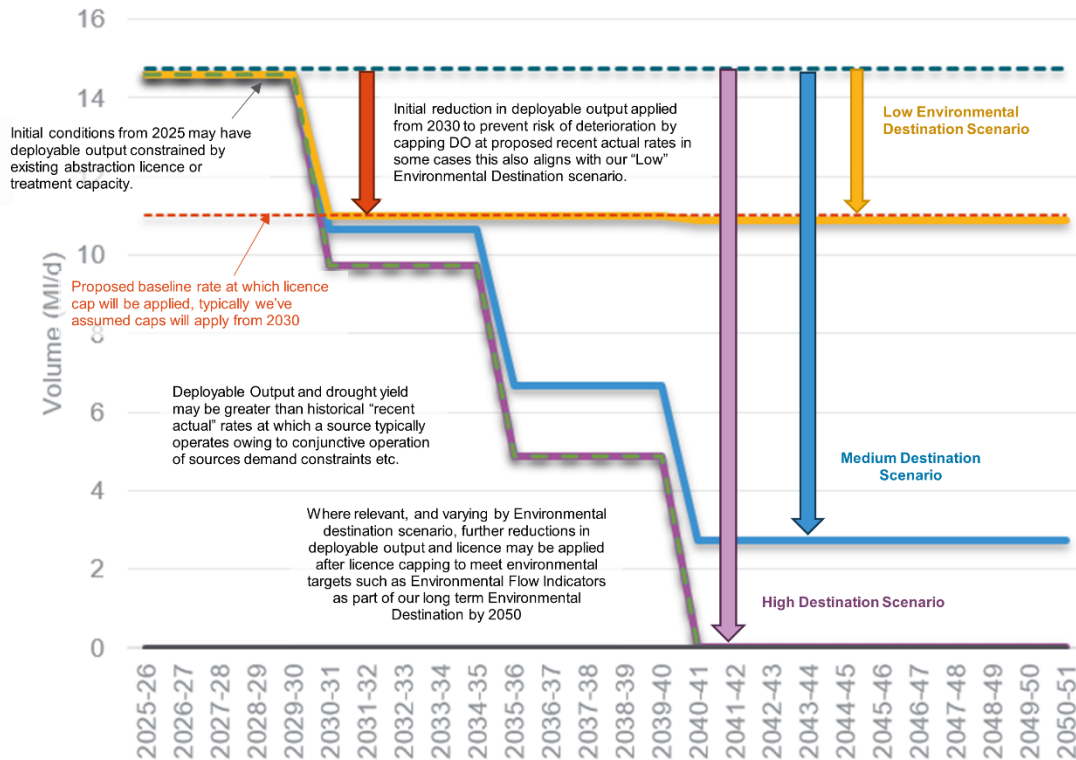 16
14
12
10
8
6
4
2
0
Volume (Ml/d)
Initial conditions from 2025 may have
deployable output constrained by
existing abstraction licence or
treatment capacity.
Initial reduction in deployable output applied
from 2030 to prevent risk of deterioration by
capping DO at proposed recent actual rates in
some cases this also aligns with our “Low”
Environmental Destination scenario.
Low Environmental
Destination Scenario
Proposed baseline rate at which licence
cap will be applied, typically we’ve
assumed caps will apply from 2030
Deployable Output and drought yield
may be greater than historical “recent
actual” rates at which a source typically
operates owing to conjunctive operation
of sources demand constraints etc.
Medium Destination
Scenario
Where relevant, and varying by Environmental
destination scenario, further reductions in
deployable output and licence may be applied
after licence capping to meet environmental
targets such as Environmental Flow Indicators
as part of our long term Environmental
Destination by 2050
High Destination Scenario
2025-26
2026-27
2027-28
2028-29
2029-30
2030-31
2031-32
2032-33
2033-34
2034-35
2035-36
2036-37
2037-38
2038-39
2039-40
2040-41
2041-42
2042-43
2043-44
2044-45
2045-46
2046-47
2047-48
2048-49
2049-50
2050-51